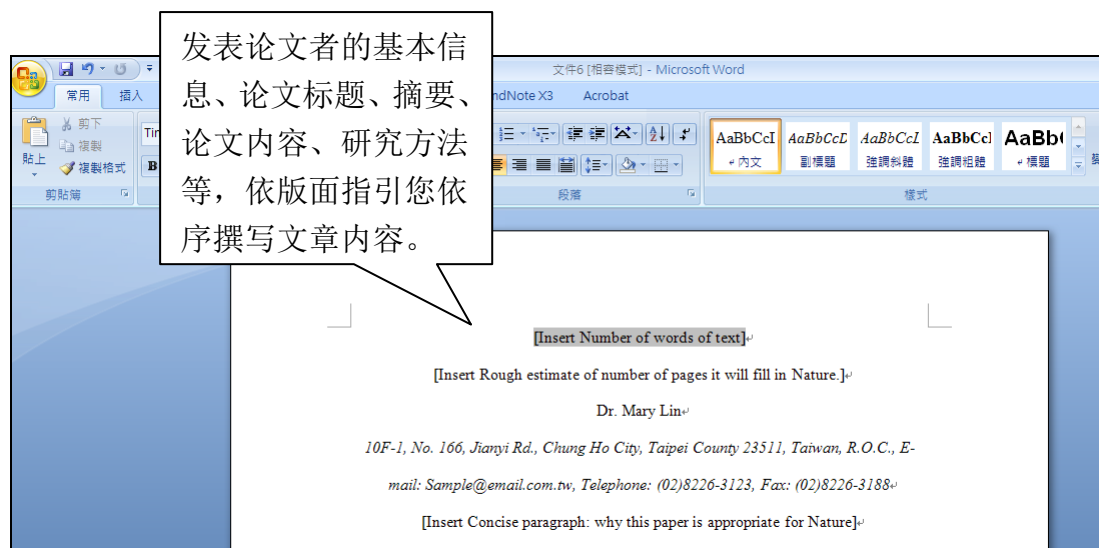 发表论文者的基本信
息、论文标题、摘要、
论文内容、研究方法
等，依版面指引您依
序撰写文章内容。
文件6 [相容模式] - Microsoft Word
常用 插入
ndNote X3 Acrobat
剪下
複製
貼上
複製格式
剪貼簿
B
AaBbCcI AaBbCcD AaBbCcI AaBbCcI AaBb
內文 副標題 強調斜體 強調粗體 標題
段落
樣式
[Insert Number of words of text]
[Insert Rough estimate of number of pages it will fill in Nature.]
Dr. Mary Lin
10F-1, No. 166, Jianyi Rd., Chung Ho City, Taipei County 23511, Taiwan, R.O.C., E-
mail: Sample@email.com.tw, Telephone: (02)8226-3123, Fax: (02)8226-3188
[Insert Concise paragraph: why this paper is appropriate for Nature]